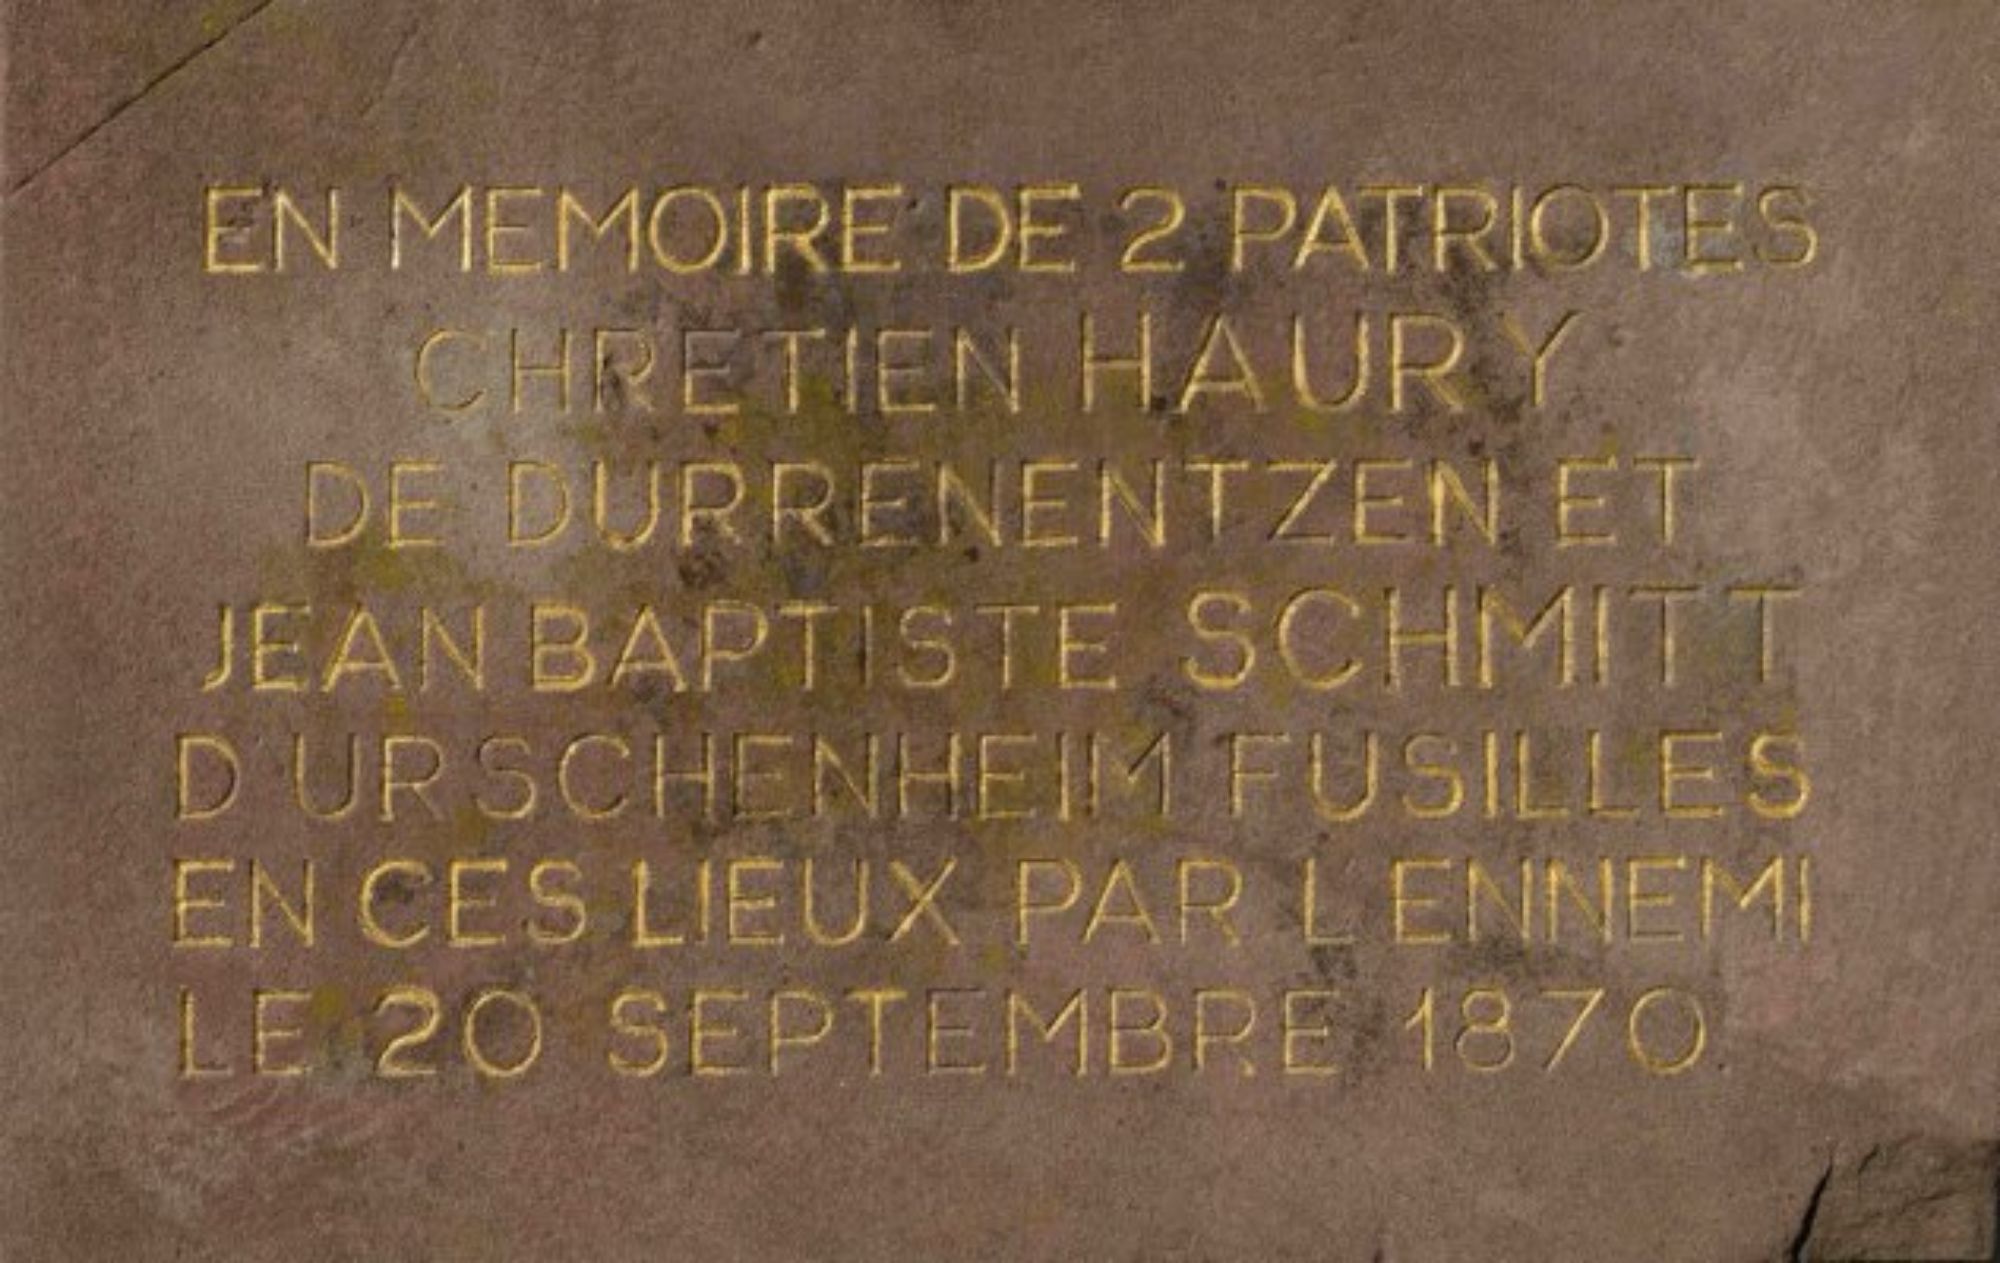 EN MEMOIRE DE 2 PATRIOTES
CHRETIEN HAURY
DE DURRENENTZEN ET
JEAN BAPTISTE SCHMITT
D'URSCHENHEIM FUSILLES
EN CES LIEUX PAR L ENNEMI
LE 20 SEPTEMBRE 1870.